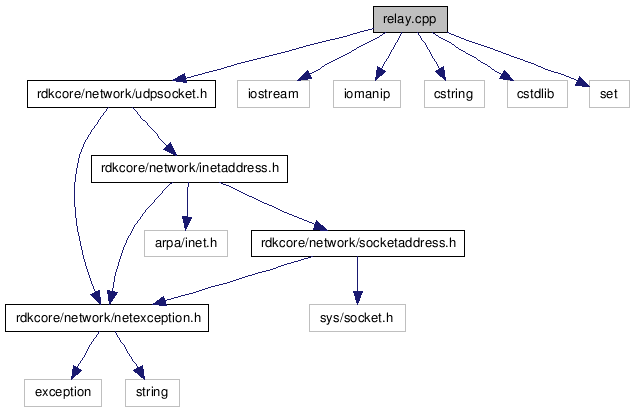 relay.cpp
rdkcore/network/udpsocket.h
iostream
iomanip
cstring
cstdlib
set
rdkcore/network/inetaddress.h
arpa/inet.h
rdkcore/network/socketaddress.h
rdkcore/network/netexception.h
sys/socket.h
exception
string